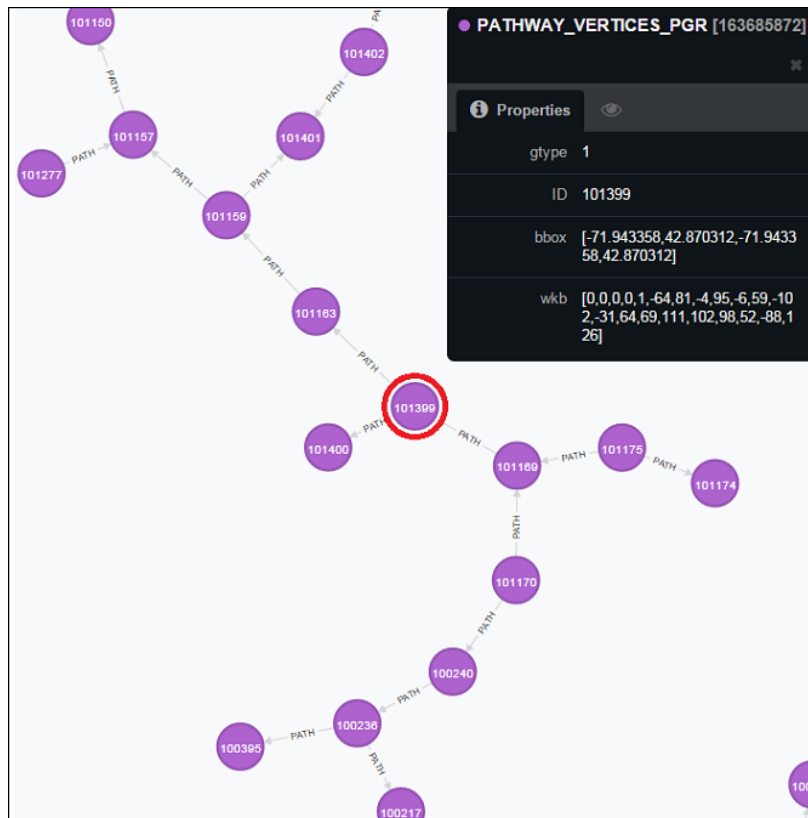 101150
101402
PATH
PATH
PATH
101157
101401
PATH
101277
PATH
PATH
101159
PATH
101163
PATH
101399
PATH
PATH
101400
101169
PATH
101175
PATH
101174
PATH
101170
PATH
100240
PATH
100236
PATH
100395
PATH
100217
PATHWAY_VERTICES_PGR [163685872]
Properties
gtype 1
ID 101399
bbox [-71.943358,42.870312,-71.9433
58,42.870312]
wkb [0,0,0,0,1,-64,81,-4,95,-6,59,-10
2,-31,64,69,111,102,98,52,-88,1
26]